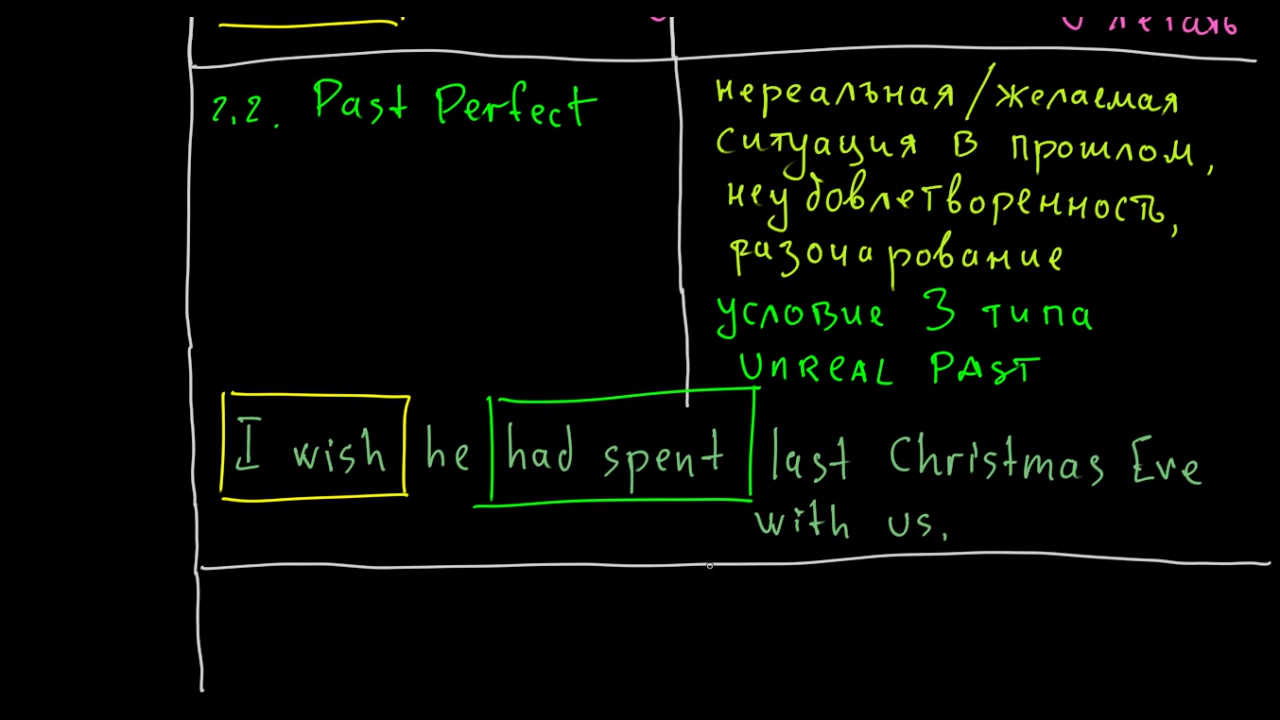 и летать
2.2. Past Perfect
нереальная/желаемая
ситуация в прошлом,
неудовлетворенность,
разочарование
условие 3 типа
UNREAL PAST
I wish he had spent last Christmas Eve
with us.